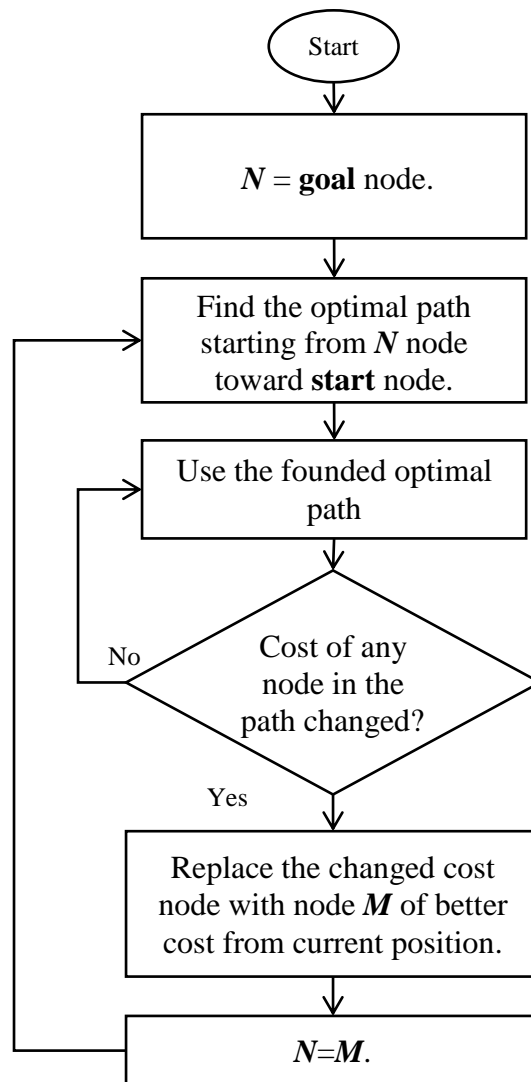 Start
N = goal node.
Find the optimal path
starting from N node
toward start node.
Use the founded optimal
path
No
Cost of any
node in the
path changed?
Yes
Replace the changed cost
node with node M of better
cost from current position.
N=M.